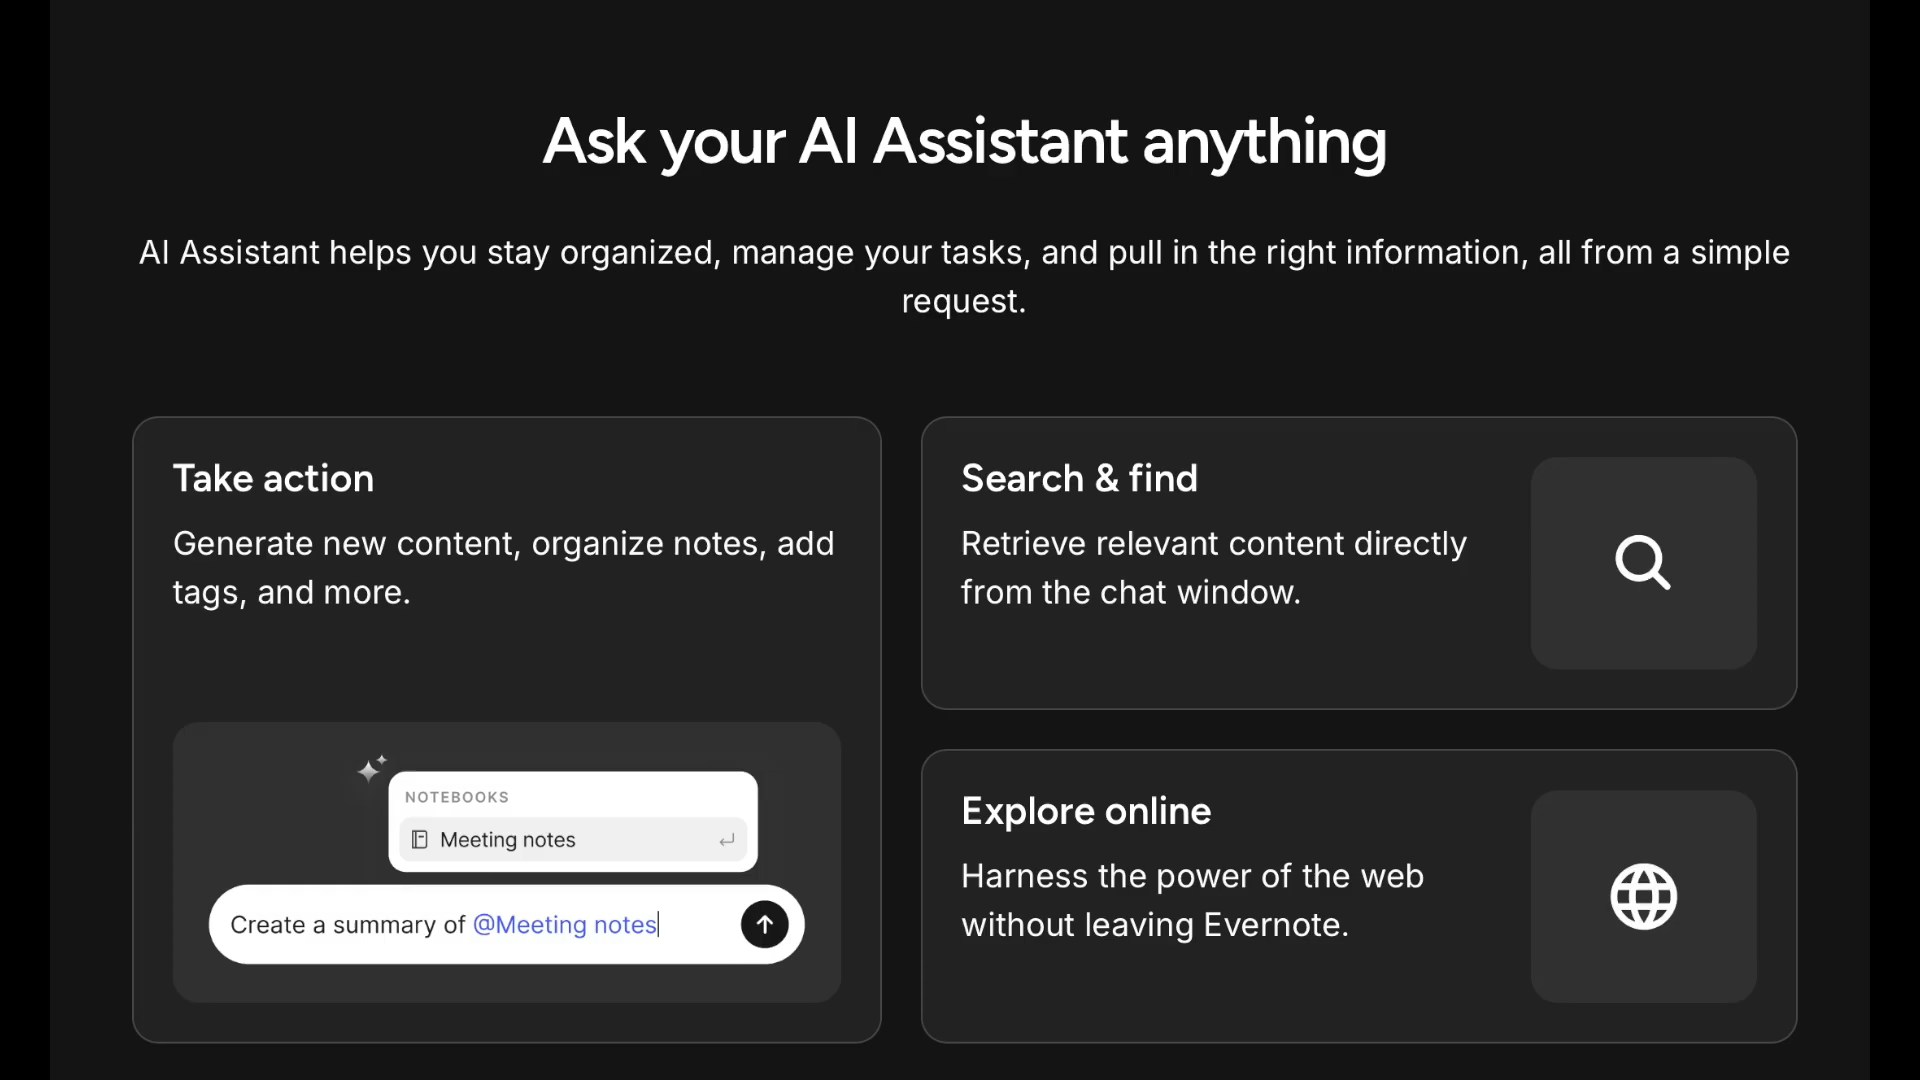 Ask your AI Assistant anything
AI Assistant helps you stay organized, manage your tasks, and pull in the right information, all from a simple
request.
Take action
Generate new content, organize notes, add
tags, and more.
NOTEBOOKS
Meeting notes
Create a summary of @Meeting notes
Search & find
Retrieve relevant content directly
from the chat window.
Explore online
Harness the power of the web
without leaving Evernote.